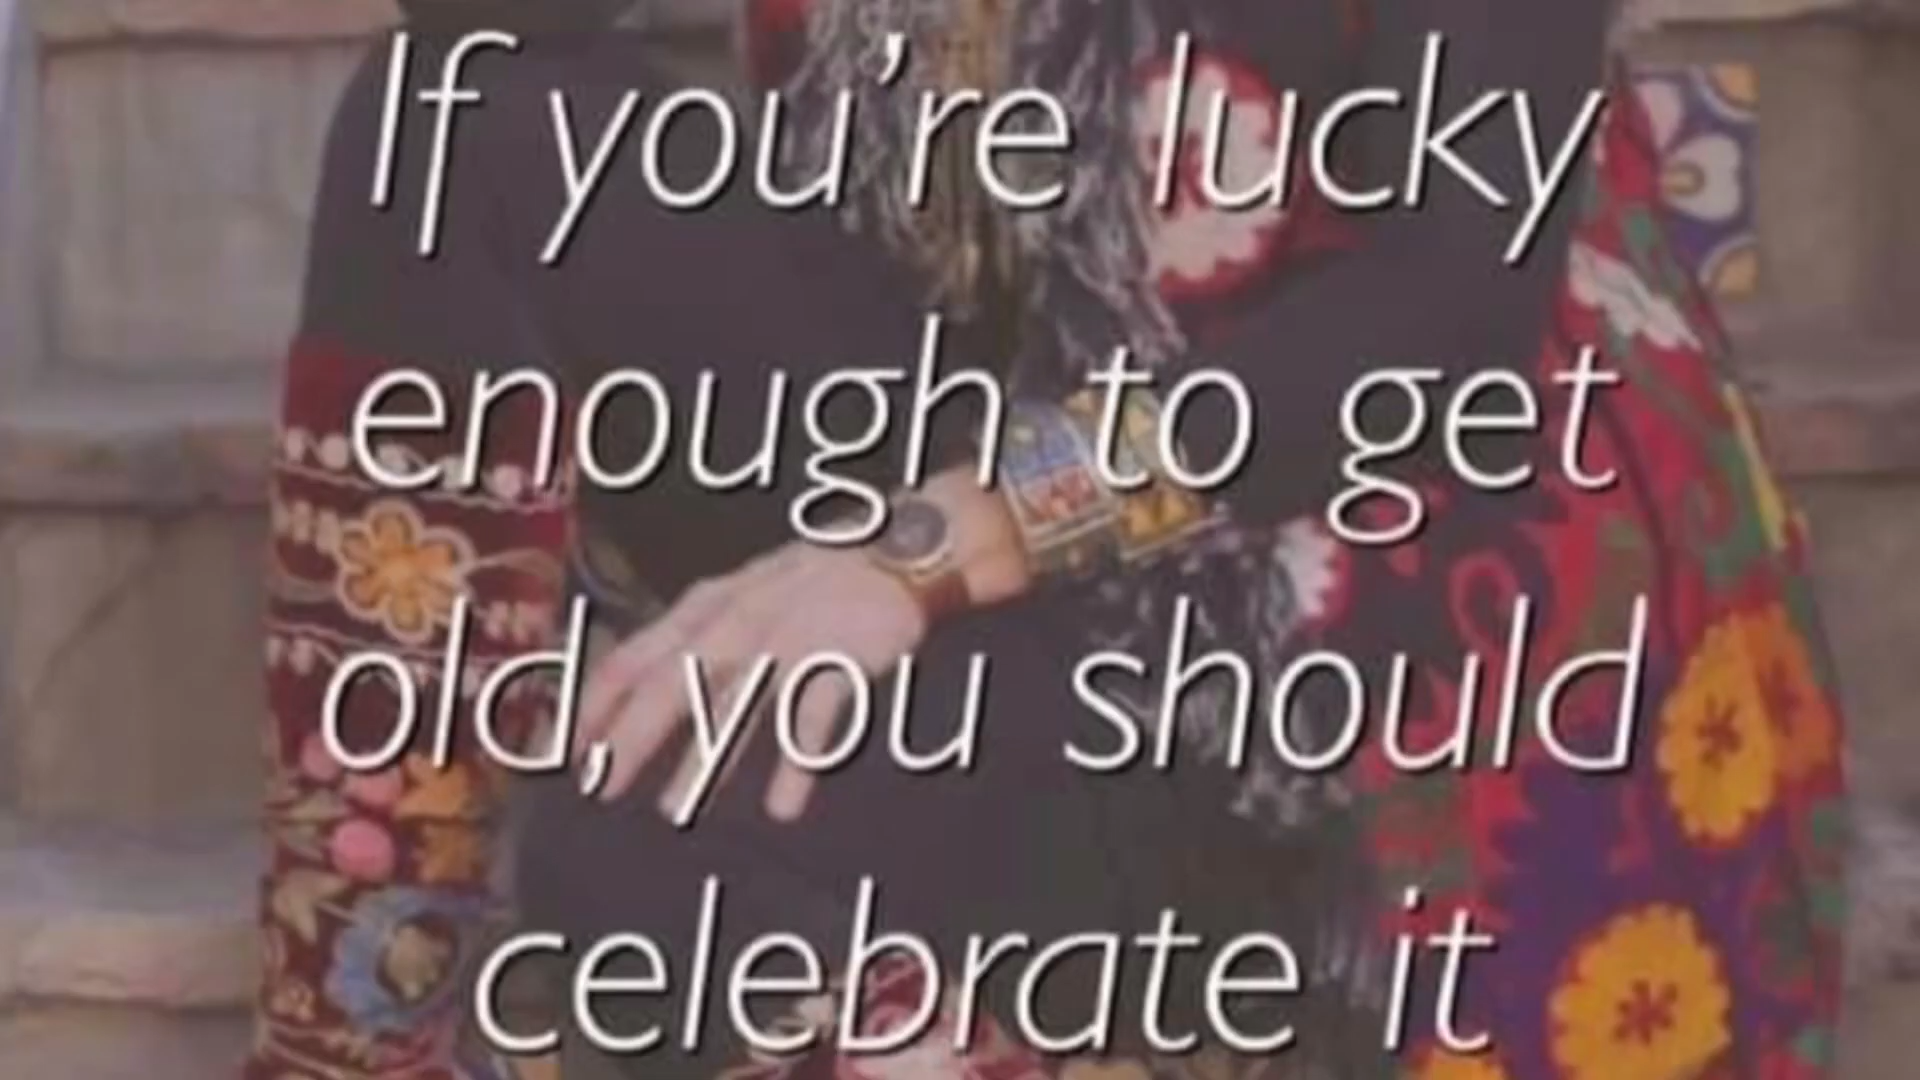 If you’re lucky
enough to get
old, you should
celebrate it